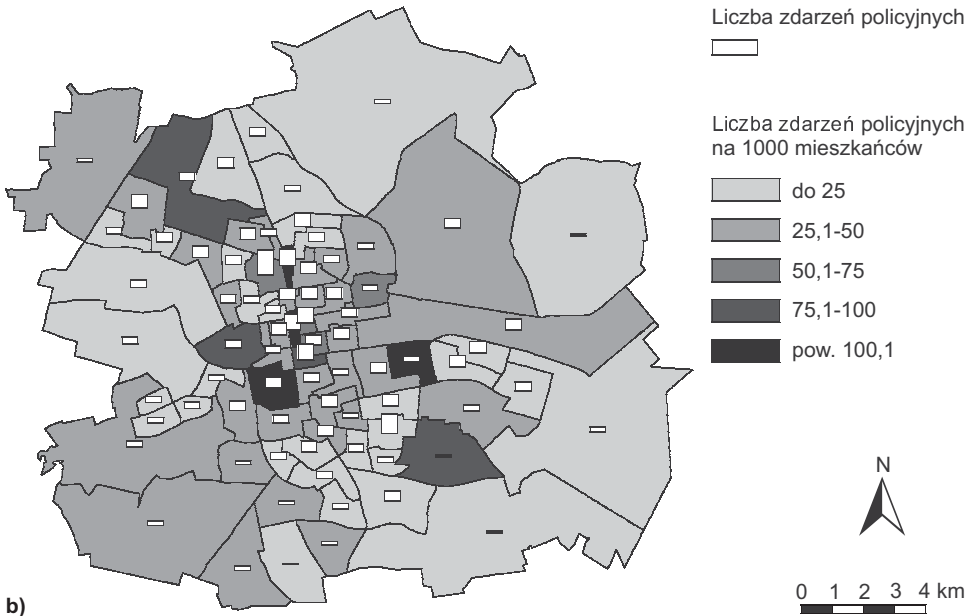 Liczba zdarzeń policyjnych
Liczba zdarzeń policyjnych
na 1000 mieszkańców
do 25
25,1-50
50,1-75
75,1-100
pow. 100,1
N
0 1 2 3 4 km
b)